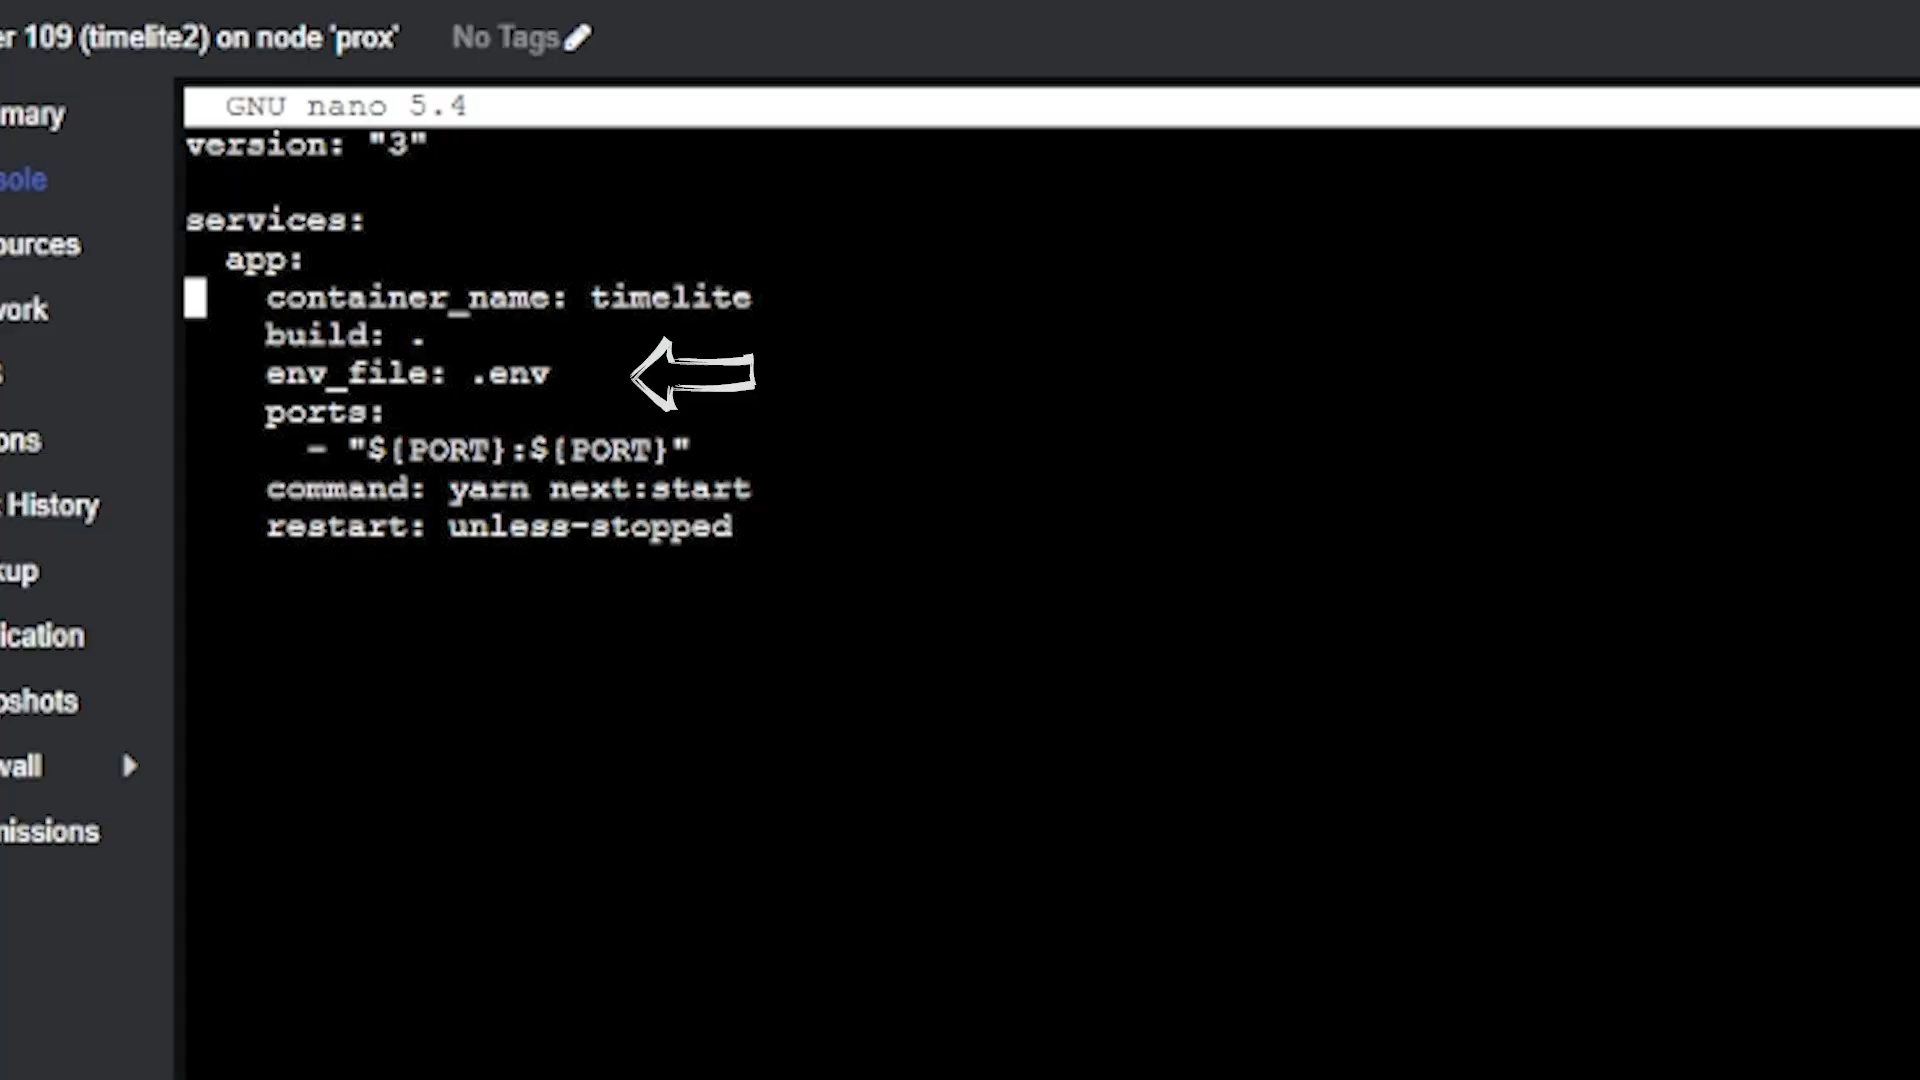 er 109 (timelite2) on node 'prox' No Tags
mary
sole
ources
work
ons
History
kup
ication
pshots
wall
missions
GNU nano 5.4
version: "3"
services:
app:
container_name: timelite
build: .
env_file: .env
ports:
- "${PORT}:${PORT}"
command: yarn next:start
restart: unless-stopped